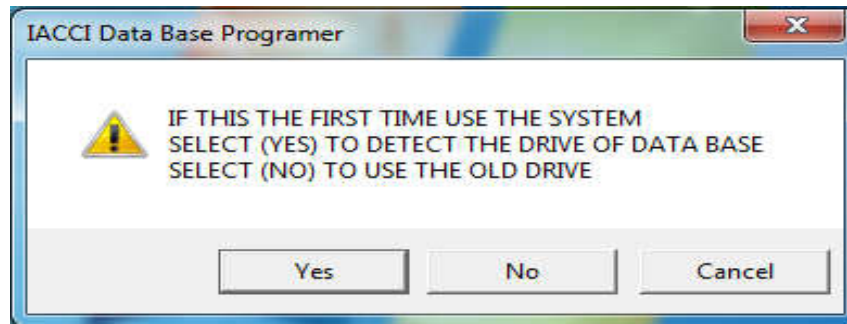 IACCI Data Base Programer
IF THIS THE FIRST TIME USE THE SYSTEM
SELECT (YES) TO DETECT THE DRIVE OF DATA BASE
SELECT (NO) TO USE THE OLD DRIVE
Yes No Cancel